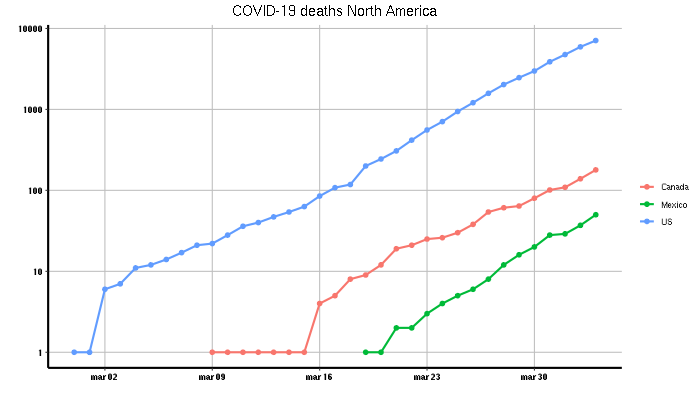 COVID-19 deaths North America
10000
1000
100
10
1
mar 02 mar 09 mar 16 mar 23 mar 30
Canada
Mexico
US